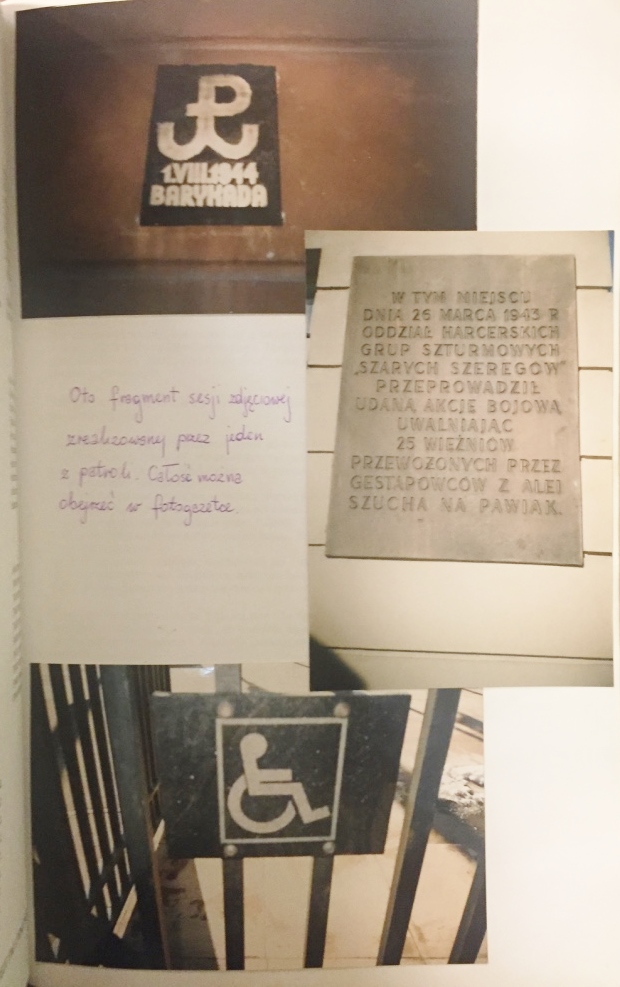 1.VIII.1944
BARYKADA
W TYM MIEJSCU
DNIA 26 MARCA 1943 R
ODDZIAŁ HARCERSKICH
GRUP SZTURMOWYCH
„SZARYCH SZEREGÓW”
PRZEPROWADZIŁ
UDANĄ AKCJĘ BOJOWĄ
UWALNIAJĄC
25 WIĘŹNIÓW
PRZEWOŻONYCH PRZEZ
GESTAPOWCÓW Z ALEI
SZUCHA NA PAWIAK.
Oto fragment sesji zdjęciowej
zrealizowanej przez jeden
z patroli. Całość można
obejrzeć w fotogazetce.